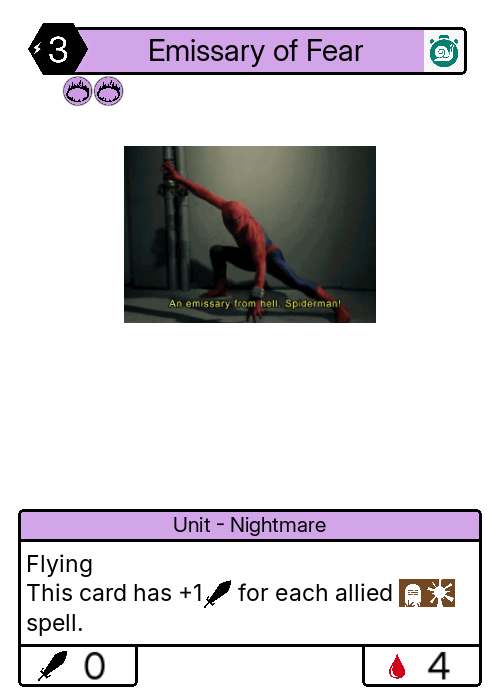 3
Emissary of Fear
An emissary from hell, Spiderman!
Unit - Nightmare
Flying
This card has +1 for each allied
spell.
0
4